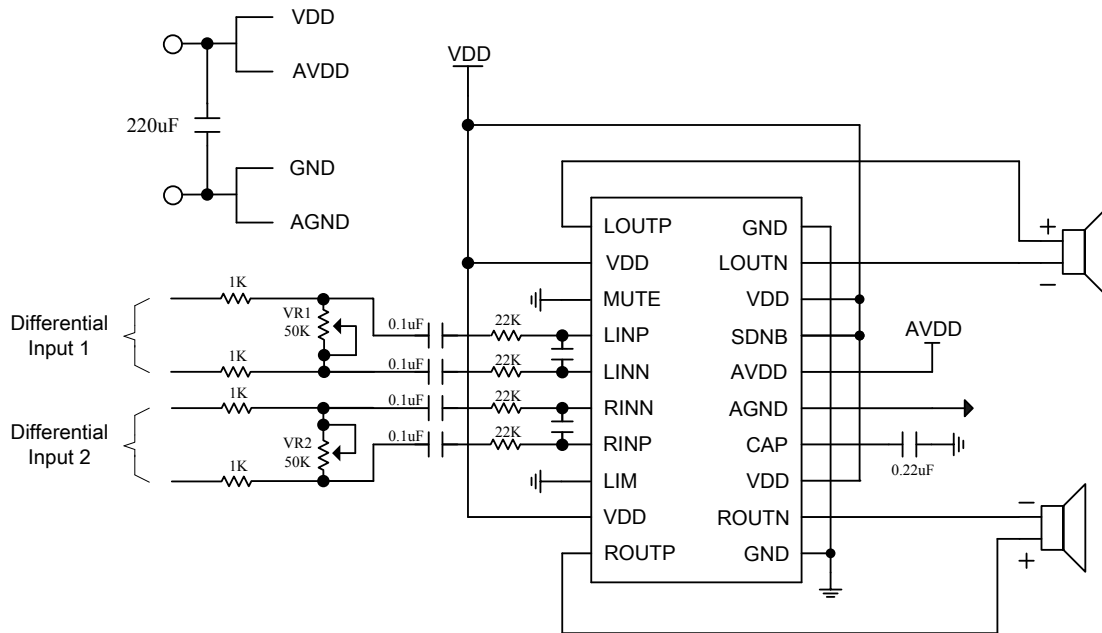 VDD
AVDD
220uF
GND
AGND
VDD
LOUTP
VDD
MUTE
LINP
LINN
RINN
RINP
LIM
VDD
ROUTP
GND
LOUTN
VDD
SDNB
AVDD
AGND
CAP
VDD
ROUTN
GND
+
−
AVDD
0.22uF
−
+
Differential
Input 1
1K
VR1
50K
1K
0.1uF
22K
0.1uF
22K
Differential
Input 2
1K
VR2
50K
1K
0.1uF
22K
0.1uF
22K